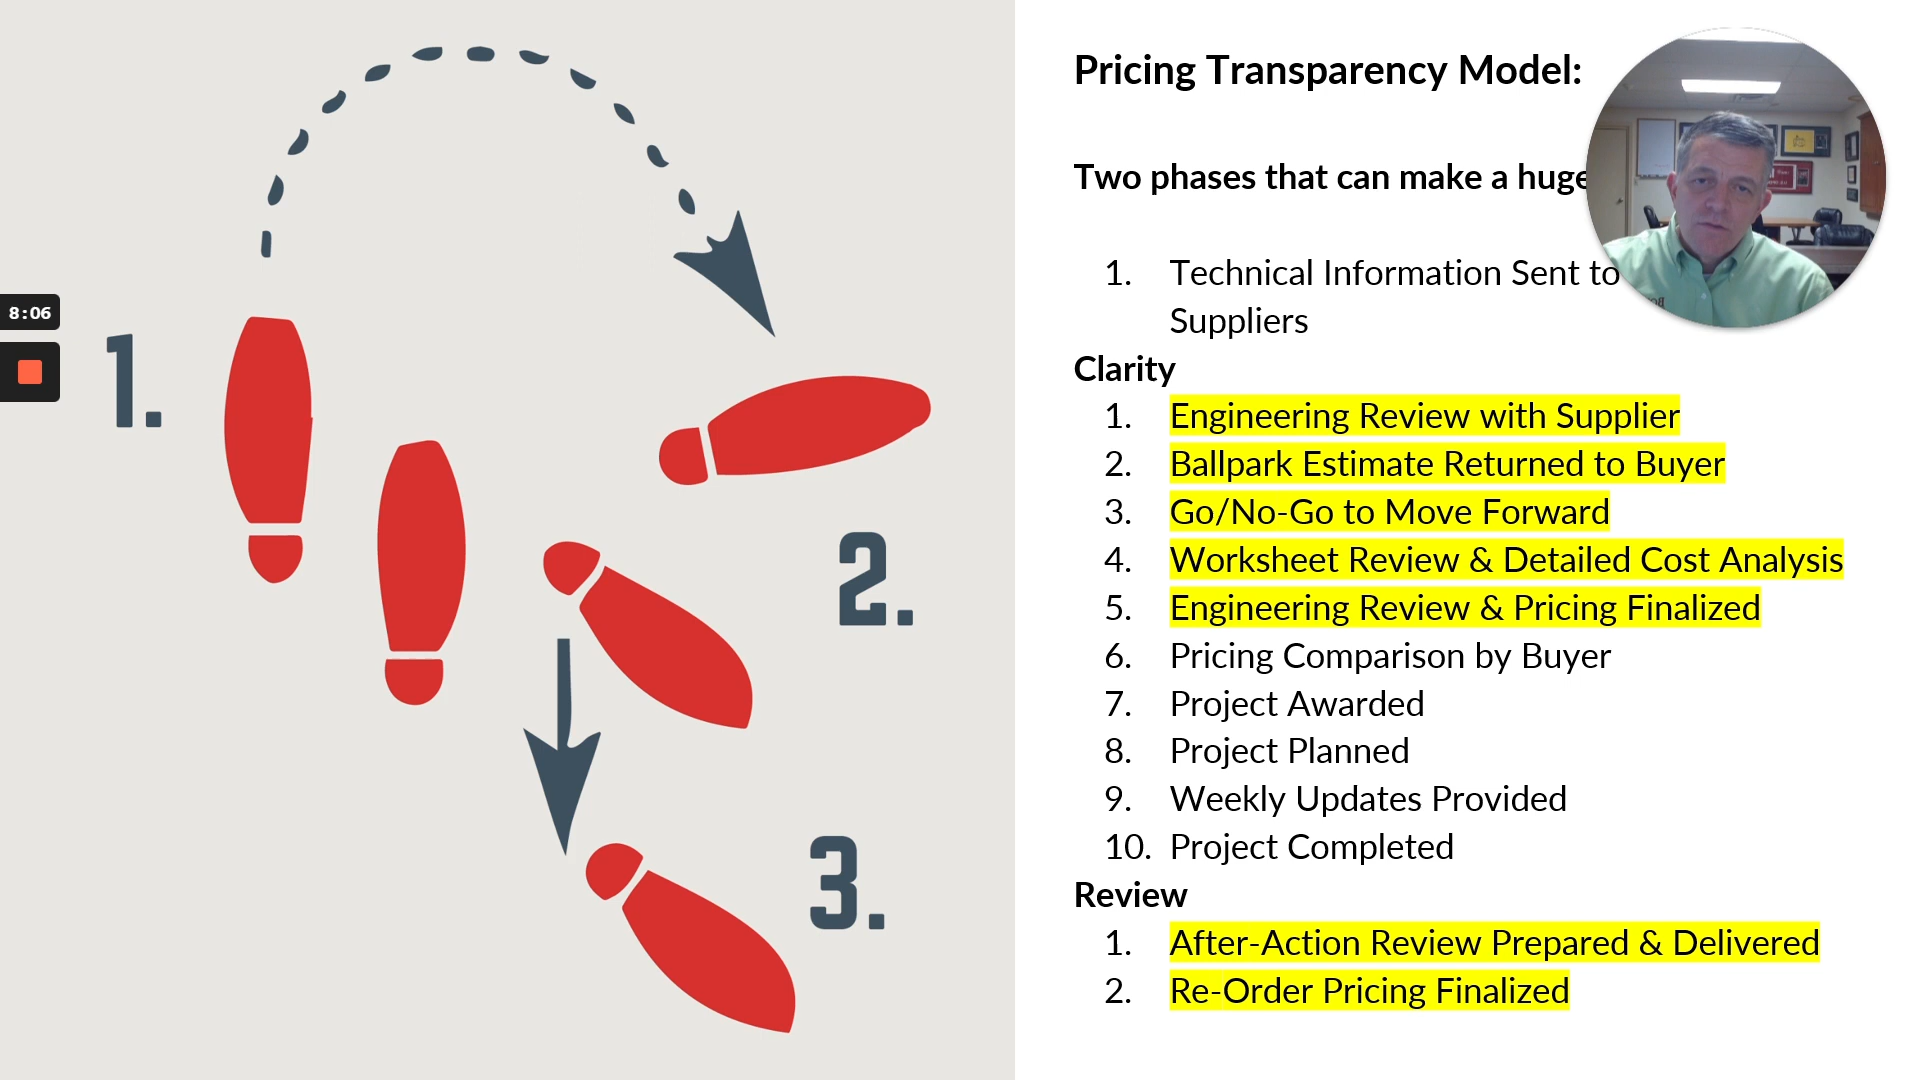 8:06
1.
2.
3.
Pricing Transparency Model:
Two phases that can make a huge
1. Technical Information Sent to
Suppliers
Clarity
1. Engineering Review with Supplier
2. Ballpark Estimate Returned to Buyer
3. Go/No-Go to Move Forward
4. Worksheet Review & Detailed Cost Analysis
5. Engineering Review & Pricing Finalized
6. Pricing Comparison by Buyer
7. Project Awarded
8. Project Planned
9. Weekly Updates Provided
10. Project Completed
Review
1. After-Action Review Prepared & Delivered
2. Re-Order Pricing Finalized